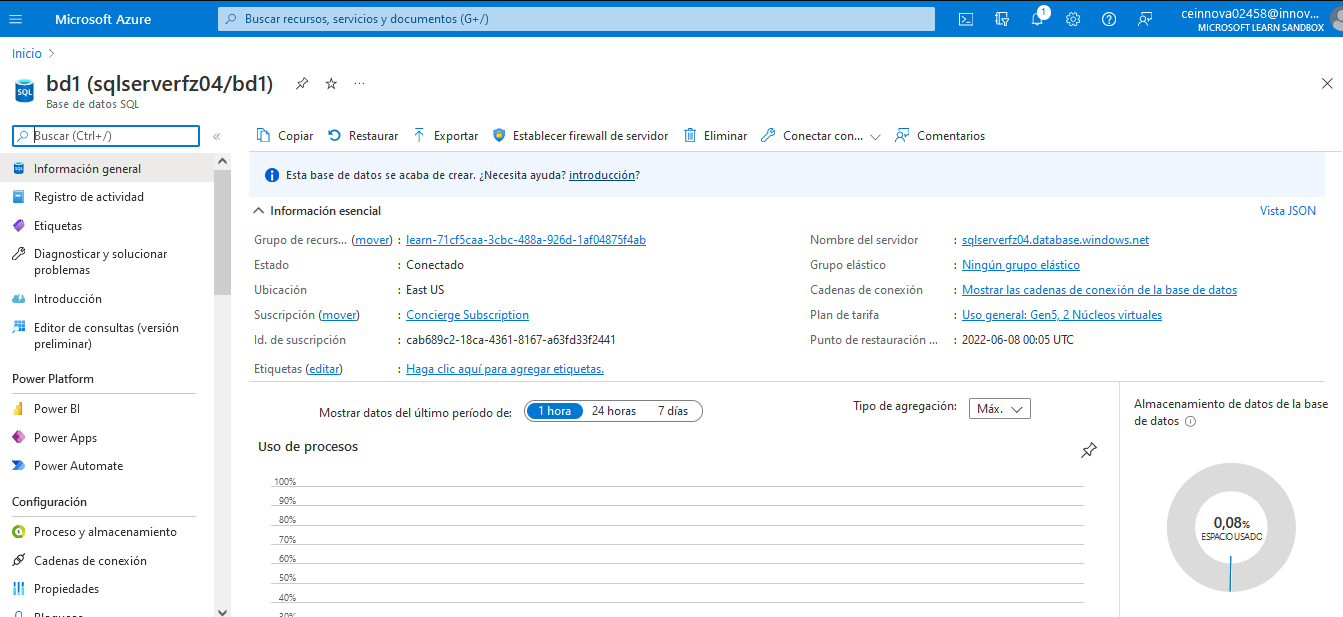 Microsoft Azure
Buscar recursos, servicios y documentos (G+/)
1
ceinnova02458@innov...
MICROSOFT LEARN SANDBOX
Inicio
bd1 (sqlserverfz04/bd1)
SQL
Base de datos SQL
Buscar (Ctrl+/)
Copiar
Restaurar
Exportar
Establecer firewall de servidor
Eliminar
Conectar con...
Comentarios
Información general
Registro de actividad
Etiquetas
Diagnosticar y solucionar
problemas
Introducción
Editor de consultas (versión
preliminar)
Power Platform
Power BI
Power Apps
Power Automate
Configuración
Proceso y almacenamiento
Cadenas de conexión
Propiedades
Bloqueos
Esta base de datos se acaba de crear. ¿Necesita ayuda? introducción?
Información esencial
Vista JSON
Grupo de recurs... (mover) : learn-71cf5caa-3cbc-488a-926d-1af04875f4ab
Estado : Conectado
Ubicación : East US
Suscripción (mover) : Concierge Subscription
Id. de suscripción : cab689c2-18ca-4361-8167-a63fd33f2441
Etiquetas (editar) : Haga clic aquí para agregar etiquetas.
Nombre del servidor : sqlserverfz04.database.windows.net
Grupo elástico : Ningún grupo elástico
Cadenas de conexión : Mostrar las cadenas de conexión de la base de datos
Plan de tarifa : Uso general: Gen5, 2 Núcleos virtuales
Punto de restauración ... : 2022-06-08 00:05 UTC
Mostrar datos del último período de: 1 hora 24 horas 7 días
Tipo de agregación: Máx.
Uso de procesos
100%
90%
80%
70%
60%
50%
40%
30%
Almacenamiento de datos de la base
de datos
0,08%
ESPACIO USADO